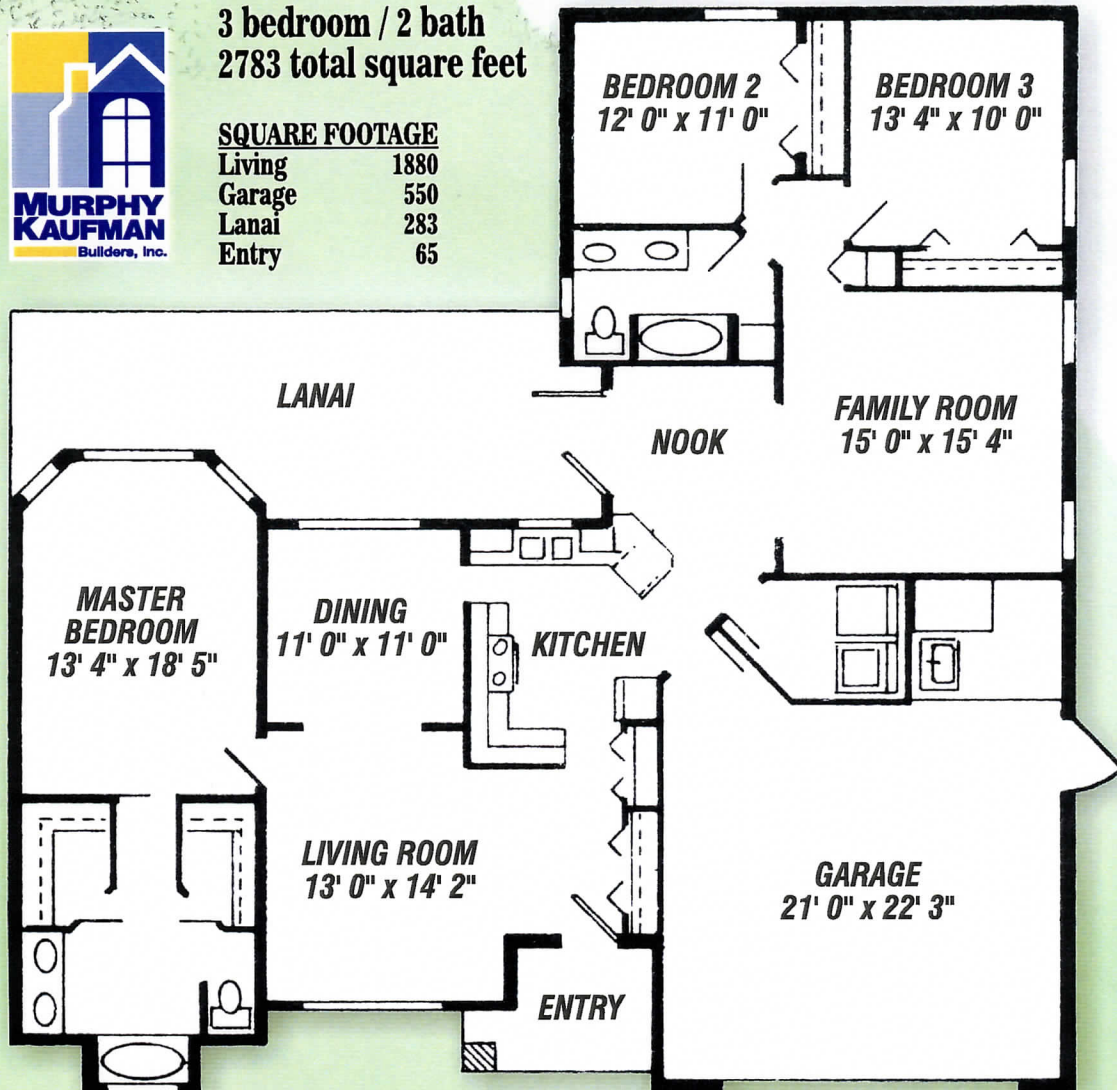 3 bedroom / 2 bath
2783 total square feet
MURPHY
KAUFMAN
Builders, Inc.
SQUARE FOOTAGE
Living 1880
Garage 550
Lanai 283
Entry 65
BEDROOM 2
12' 0" x 11' 0"
BEDROOM 3
13' 4" x 10' 0"
LANAI
NOOK
FAMILY ROOM
15' 0" x 15' 4"
MASTER
BEDROOM
13' 4" x 18' 5"
DINING
11' 0" x 11' 0"
KITCHEN
LIVING ROOM
13' 0" x 14' 2"
GARAGE
21' 0" x 22' 3"
ENTRY